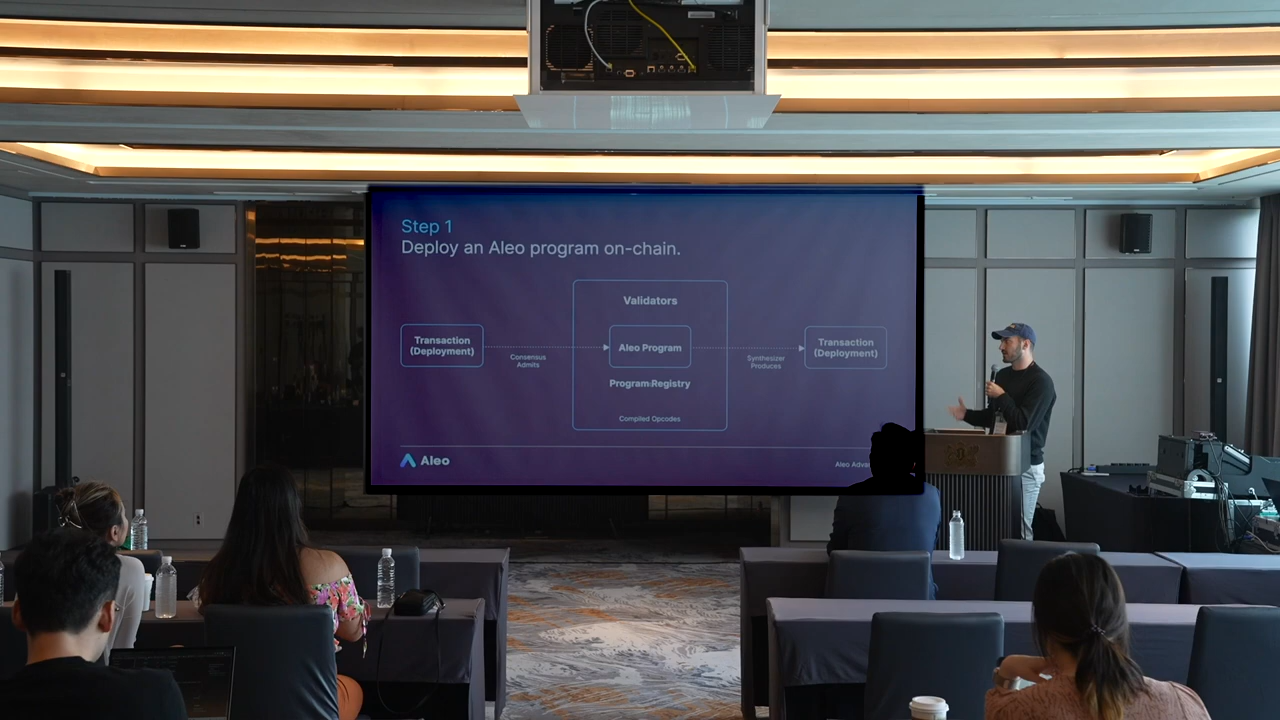 Step 1
Deploy an Aleo program on-chain.
Validators
Transaction
(Deployment)
Consensus
Admits
Aleo Program
Synthesizer
Produces
Transaction
(Deployment)
Program Registry
Compiled Opcodes
Aleo
Aleo